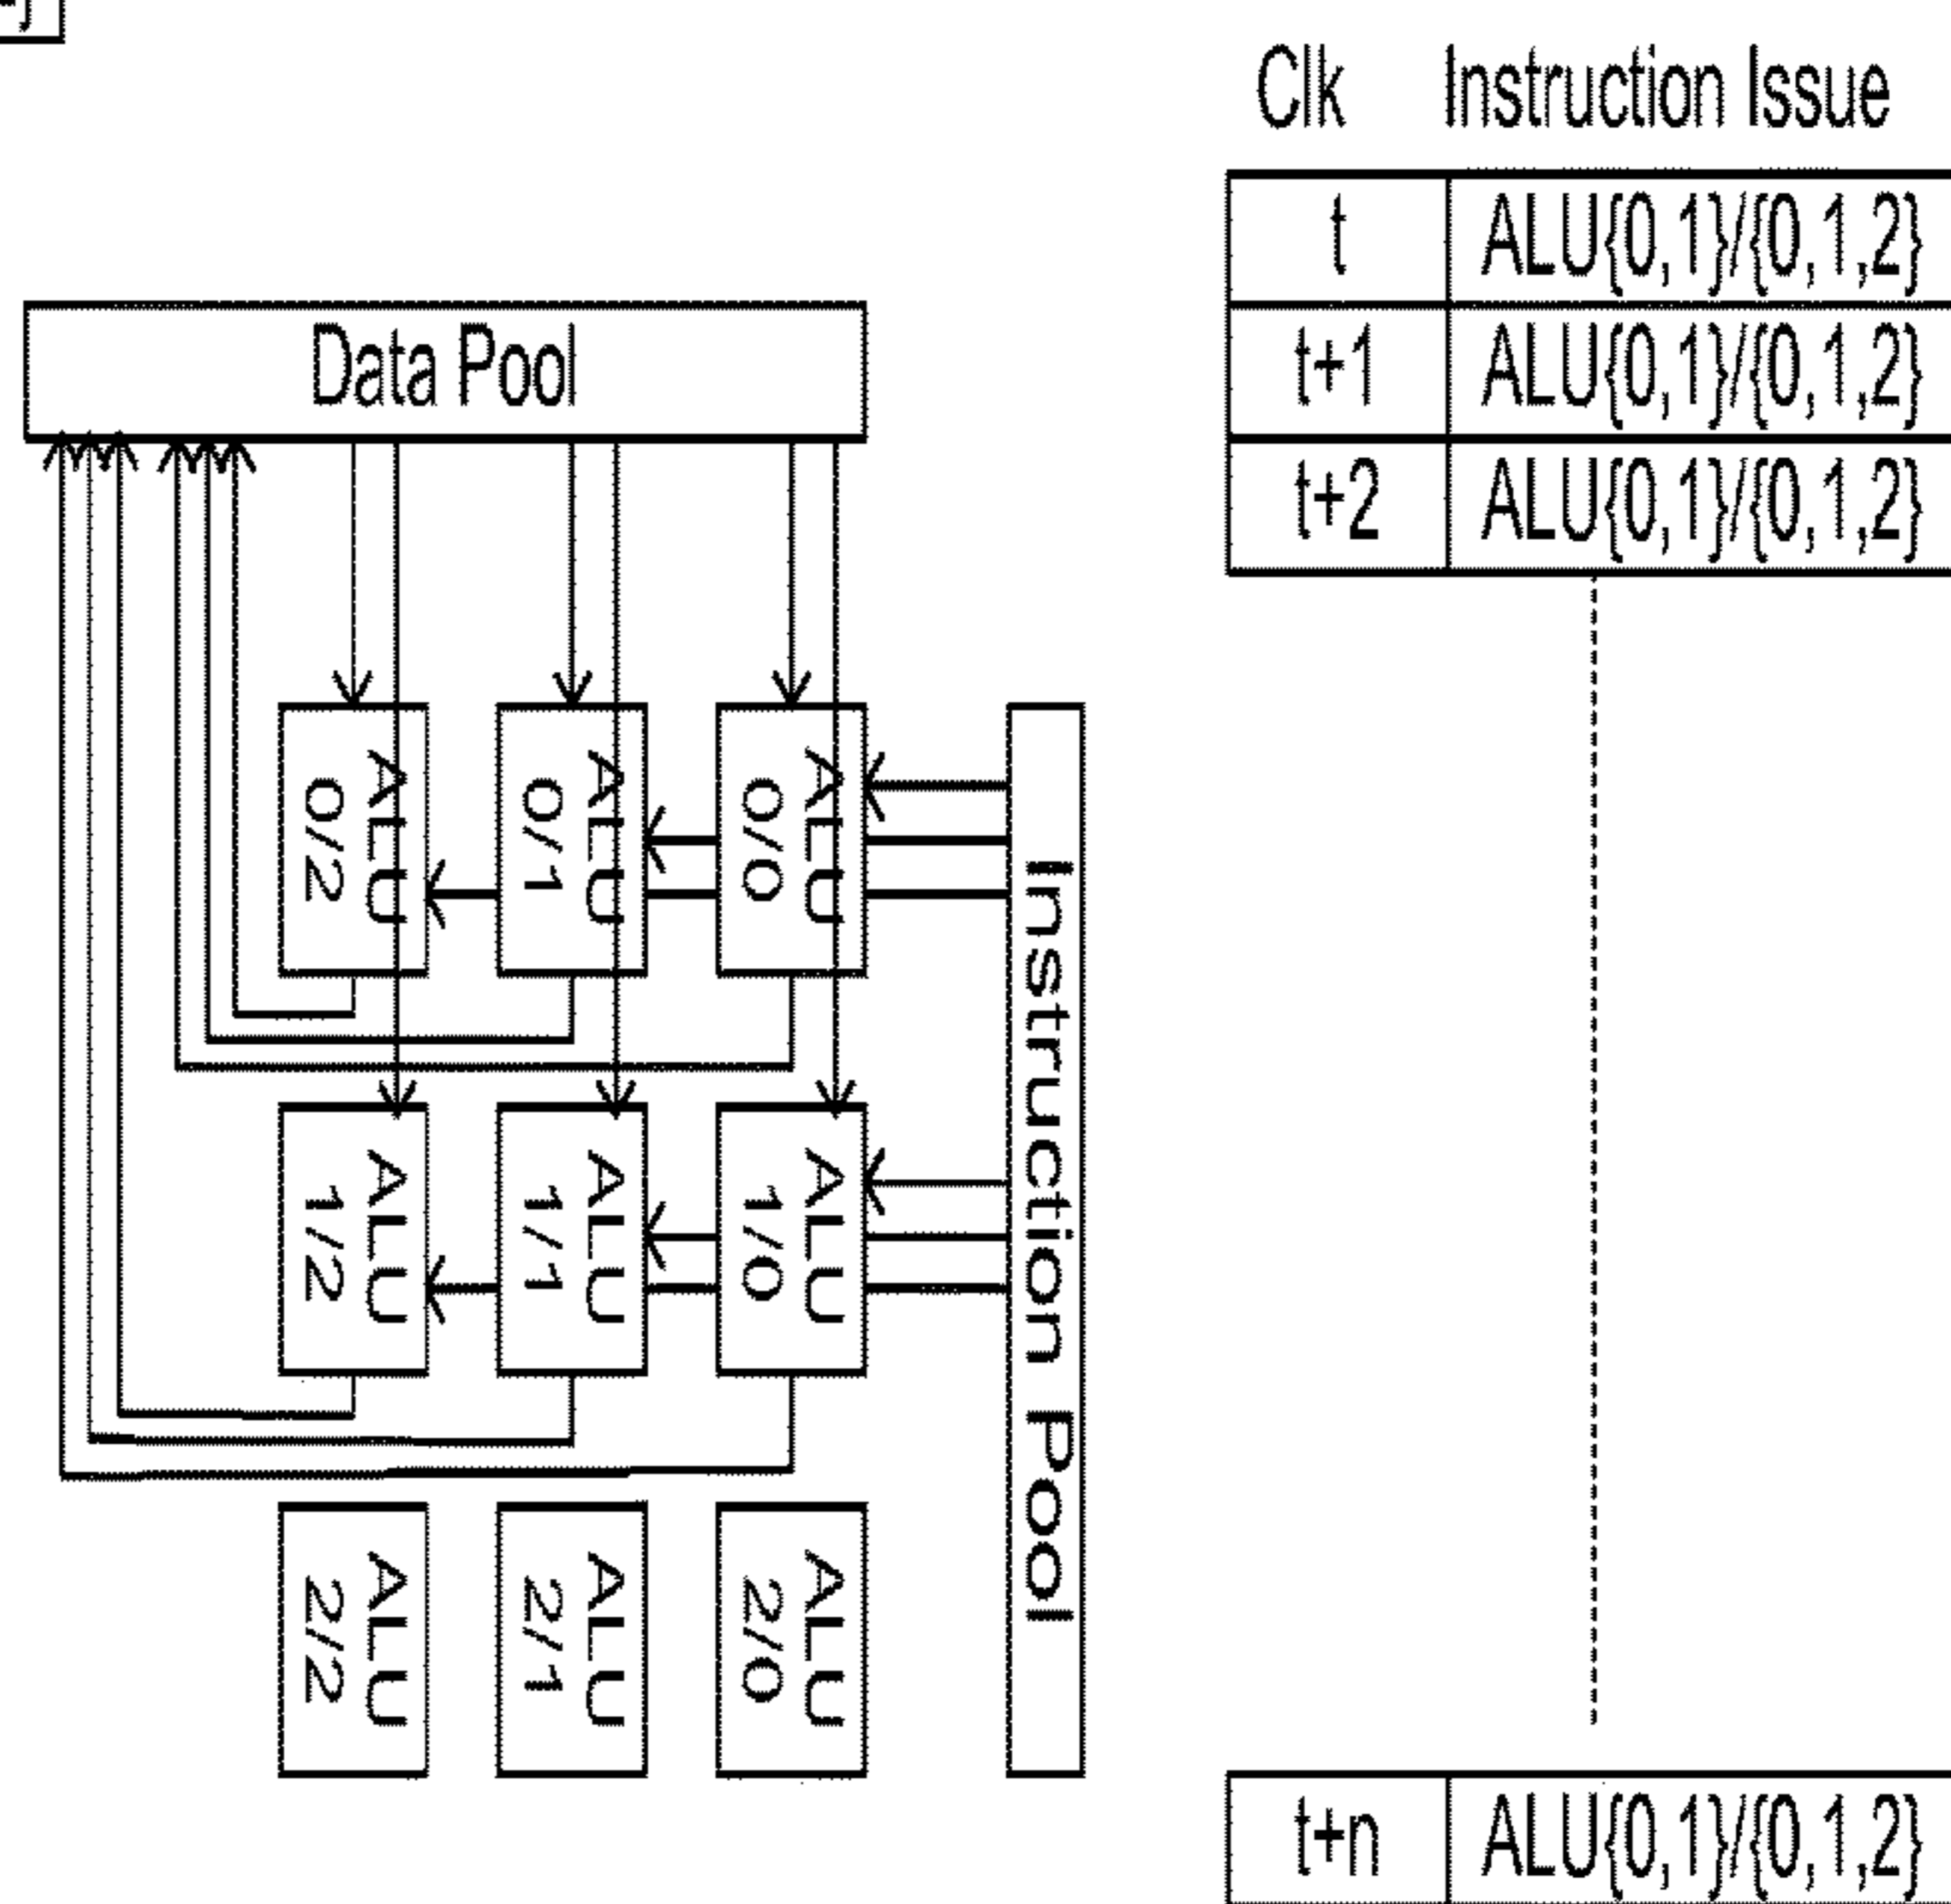 Clk Instruction Issue
t ALU{0,1}/{0,1,2}
t+1 ALU{0,1}/{0,1,2}
t+2 ALU{0,1}/{0,1,2}
t+n ALU{0,1}/{0,1,2}
Data Pool
ALU
0/2
ALU
0/1
ALU
0/0
ALU
1/2
ALU
1/1
ALU
1/0
ALU
2/2
ALU
2/1
ALU
2/0
Instruction Pool